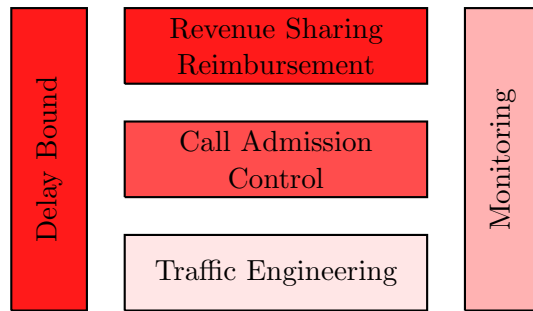 Delay Bound
Revenue Sharing
Reimbursement
Call Admission
Control
Traffic Engineering
Monitoring